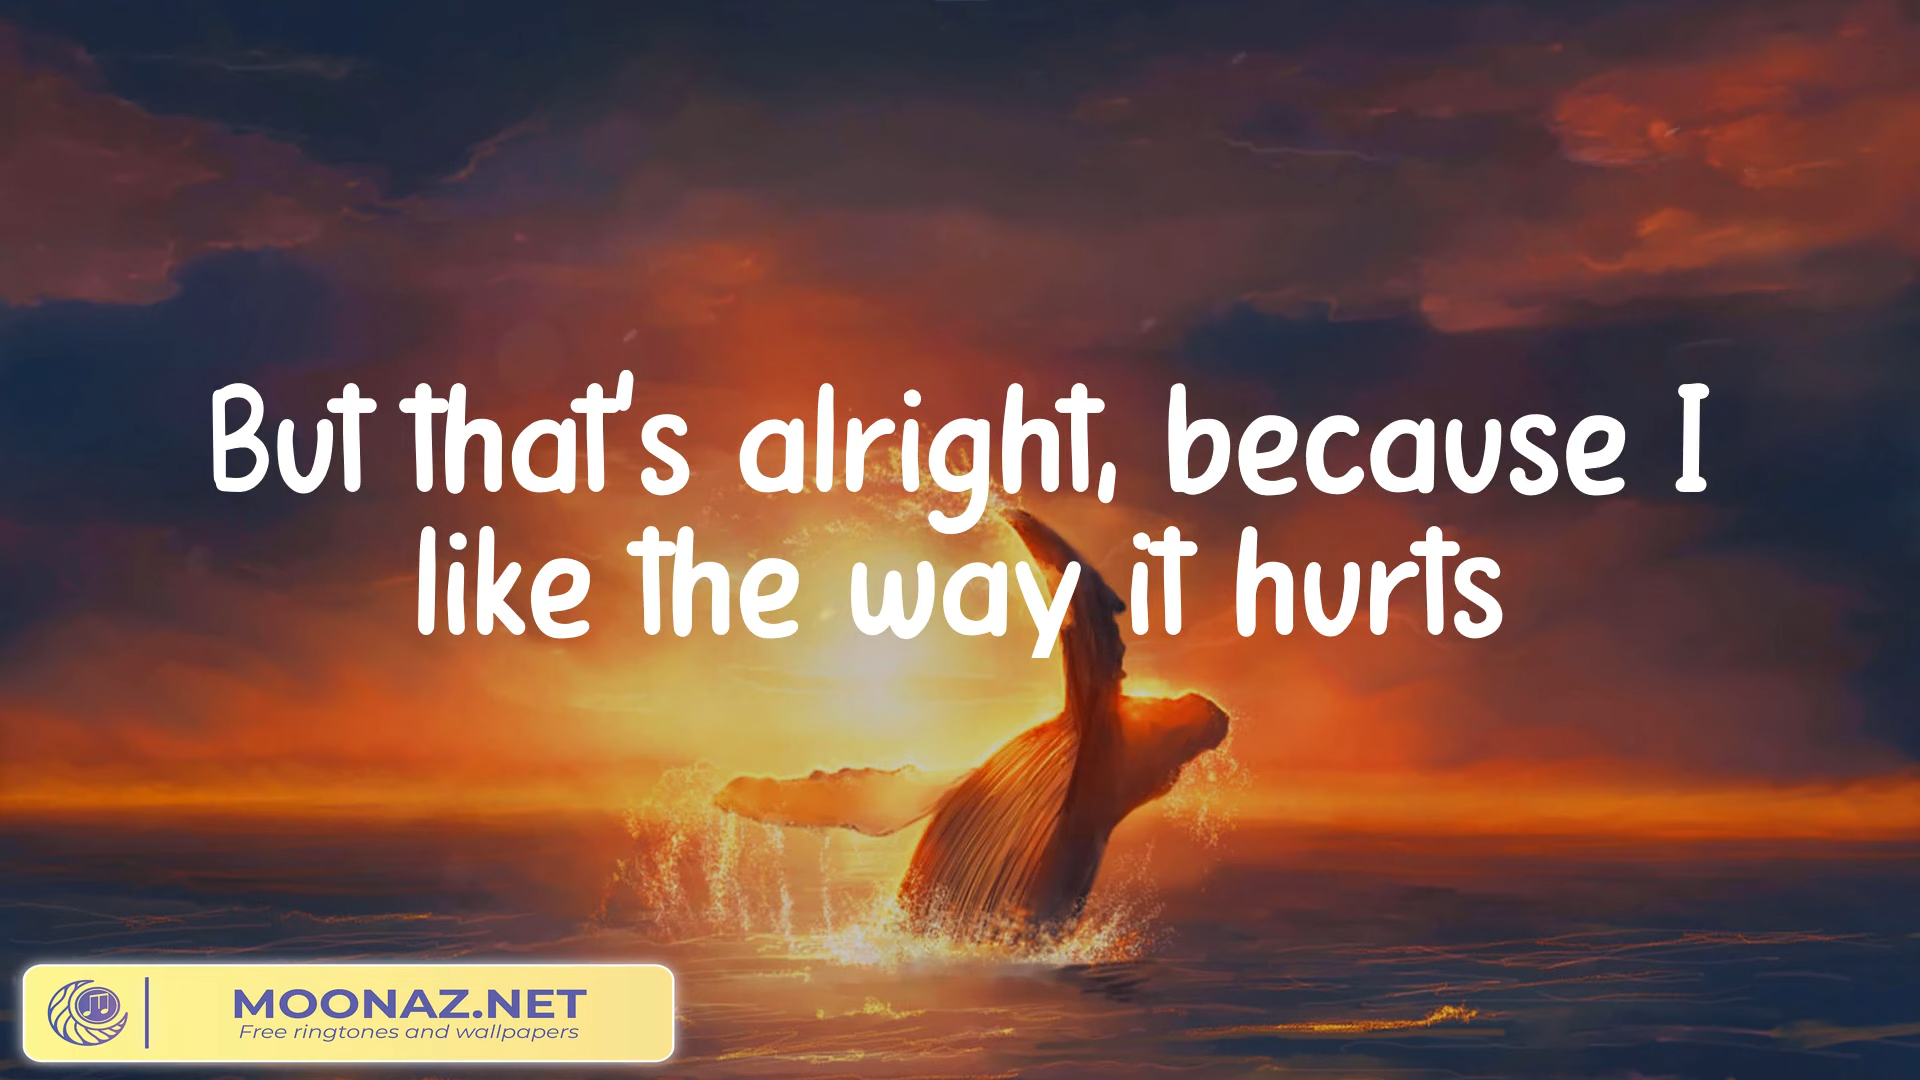 But that's alright, because I
like the way it hurts
MOONAZ.NET
Free ringtones and wallpapers